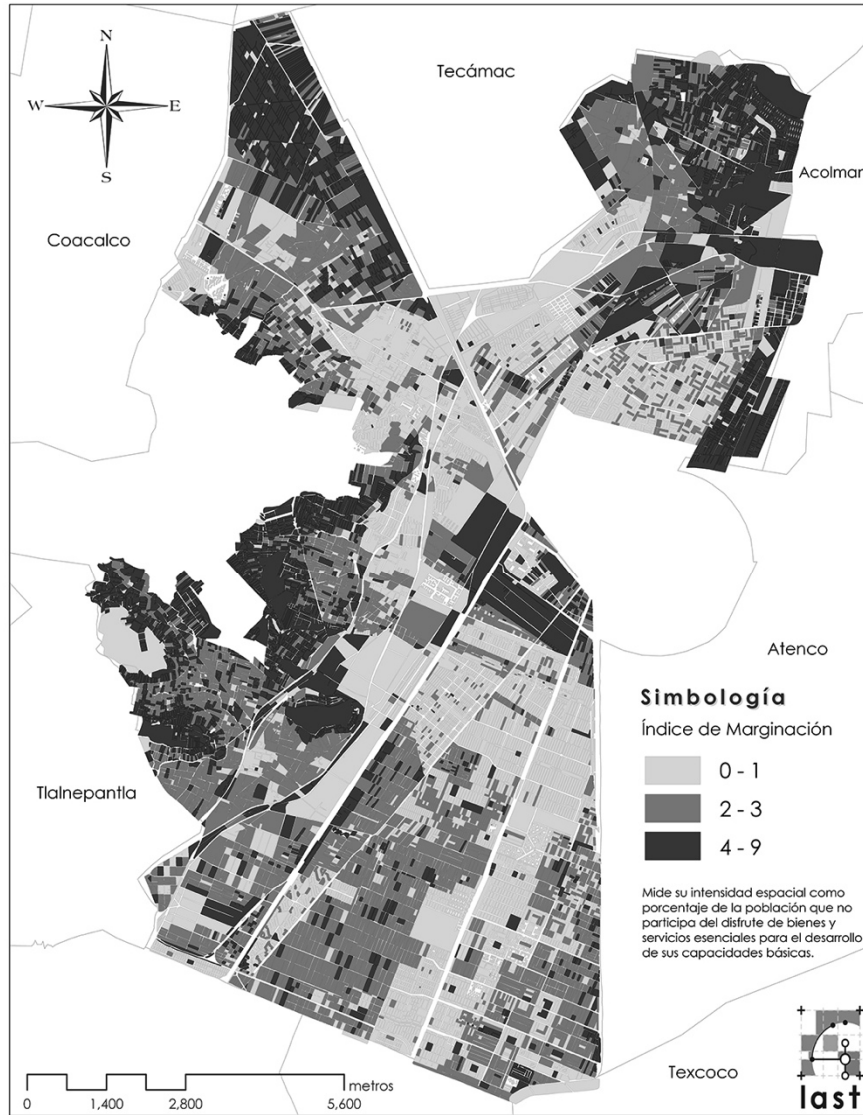 N
W E
S
Tecámac
Acolman
Coacalco
Atenco
Simbología
Índice de Marginación
0 - 1
2 - 3
4 - 9
Tlalnepantla
Mide su intensidad espacial como
porcentaje de la población que no
participa del disfrute de bienes y
servicios esenciales para el desarrollo
de sus capacidades básicas.
Texcoco
metros
0 1,400 2,800 5,600
last